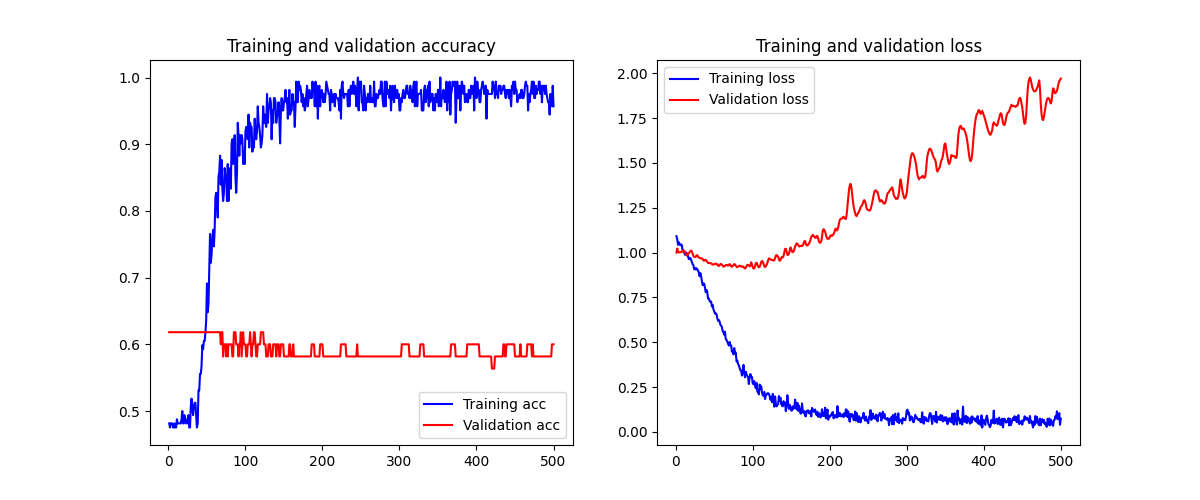 Training and validation accuracy
1.0
0.9
0.8
0.7
0.6
0.5
0 100 200 300 400 500
Training acc
Validation acc
Training and validation loss
2.00
1.75
1.50
1.25
1.00
0.75
0.50
0.25
0.00
0 100 200 300 400 500
Training loss
Validation loss